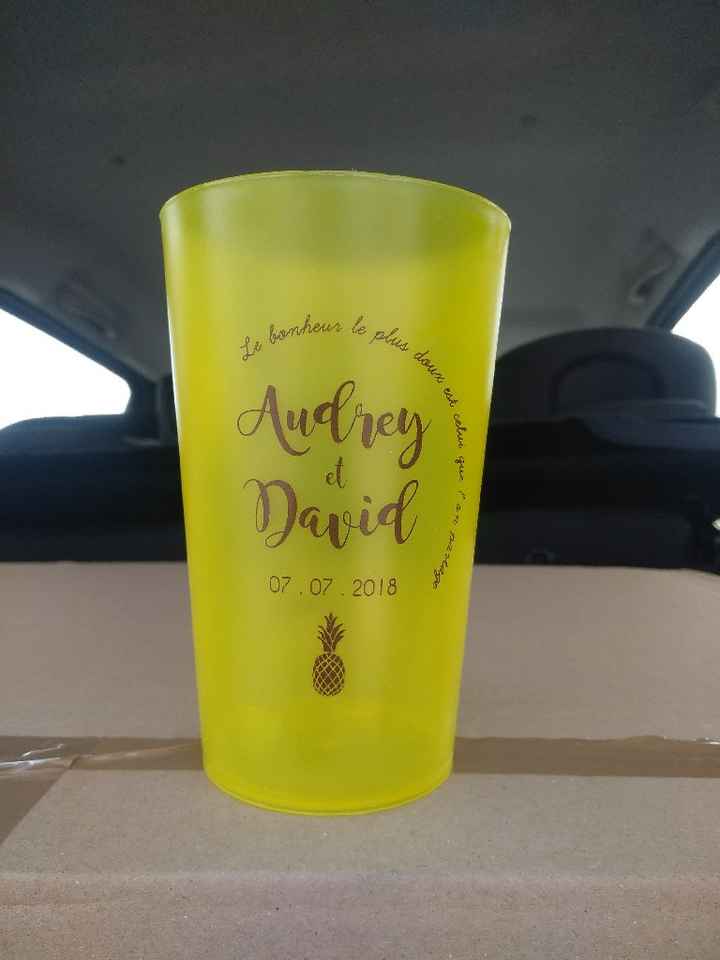 Le bonheur le plus doux est celui que l'on partage
Audrey
et
David
07.07.2018